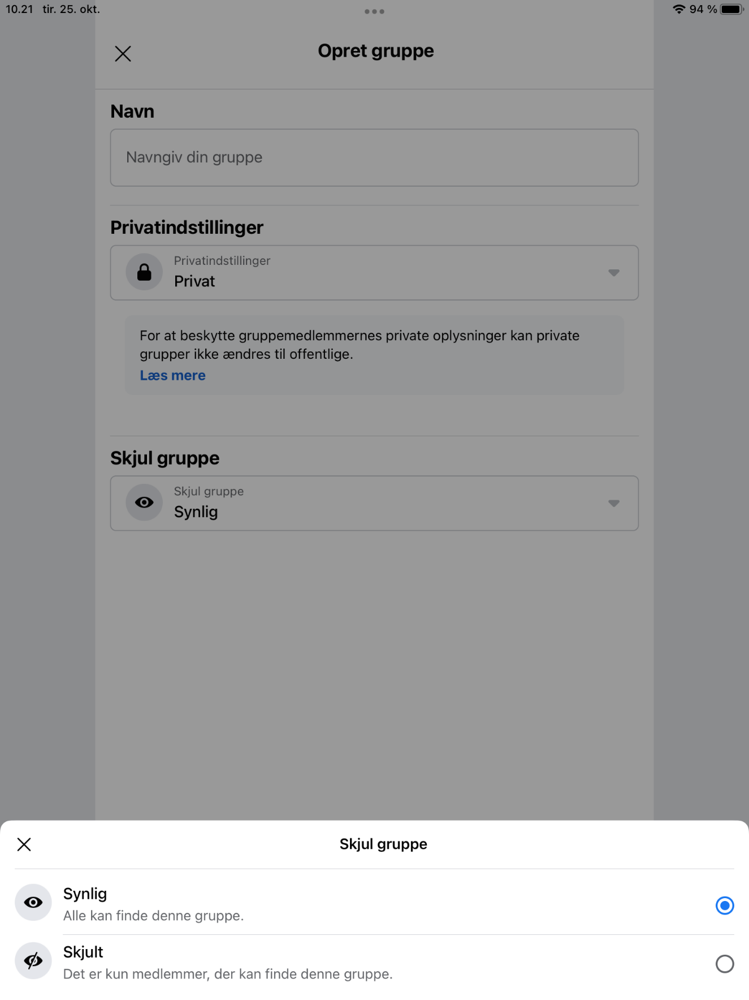 10.21 tir. 25. okt.
94 %
Opret gruppe
Navn
Navngiv din gruppe
Privatindstillinger
Privatindstillinger
Privat
For at beskytte gruppemedlemmernes private oplysninger kan private
grupper ikke ændres til offentlige.
Læs mere
Skjul gruppe
Skjul gruppe
Synlig
Skjul gruppe
Synlig
Alle kan finde denne gruppe.
Skjult
Det er kun medlemmer, der kan finde denne gruppe.